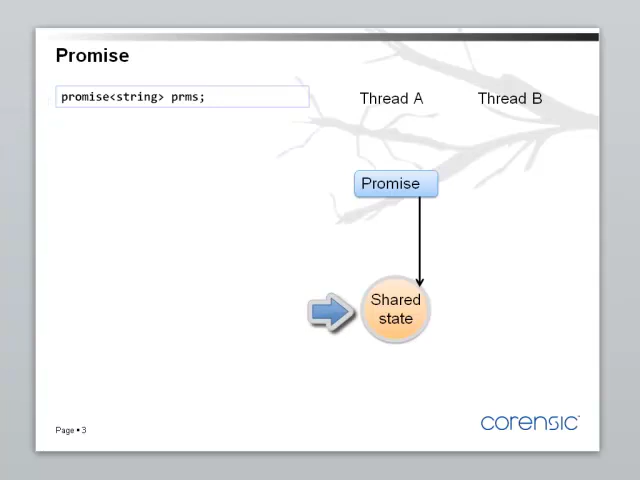 Promise
promise<string> prms;
Thread A
Thread B
Promise
Shared
state
corensic
Page • 3